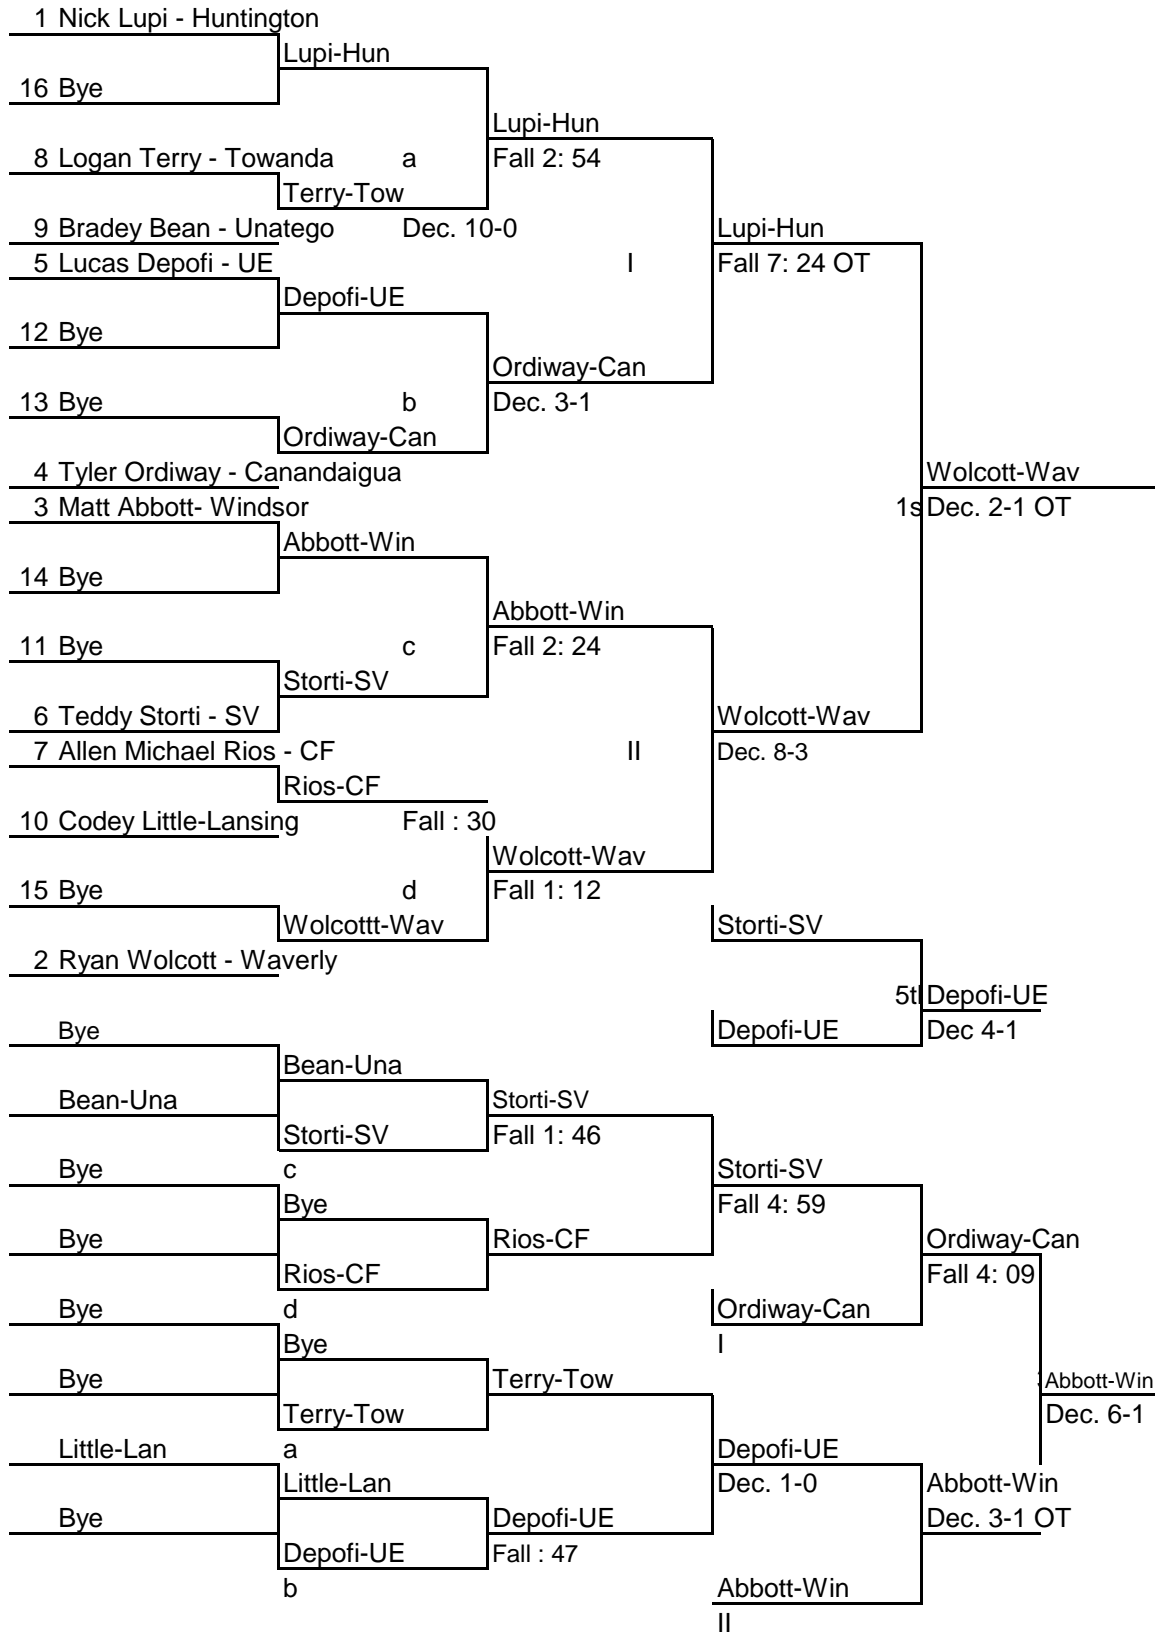 1 Nick Lupi - Huntington
Lupi-Hun
16 Bye
Lupi-Hun
8 Logan Terry - Towanda a Fall 2: 54
Terry-Tow
9 Bradey Bean - Unatego Dec. 10-0 Lupi-Hun
5 Lucas Depofi - UE I Fall 7: 24 OT
Depofi-UE
12 Bye
Ordiway-Can
13 Bye b Dec. 3-1
Ordiway-Can
4 Tyler Ordiway - Canandaigua Wolcott-Wav
3 Matt Abbott- Windsor 1s Dec. 2-1 OT
Abbott-Win
14 Bye
Abbott-Win
11 Bye c Fall 2: 24
Storti-SV
6 Teddy Storti - SV Wolcott-Wav
7 Allen Michael Rios - CF II Dec. 8-3
Rios-CF
10 Codey Little-Lansing Fall : 30
Wolcott-Wav
15 Bye d Fall 1: 12
Wolcottt-Wav Storti-SV
2 Ryan Wolcott - Waverly
5t Depofi-UE
Bye Depofi-UE Dec 4-1
Bean-Una
Bean-Una Storti-SV
Storti-SV Fall 1: 46
Bye c Storti-SV
Bye Fall 4: 59
Bye Rios-CF Ordiway-Can
Rios-CF Fall 4: 09
Bye d Ordiway-Can
Bye I
Bye Terry-Tow Abbott-Win
Terry-Tow Dec. 6-1
Little-Lan a Depofi-UE
Little-Lan Dec. 1-0 Abbott-Win
Bye Depofi-UE Dec. 3-1 OT
Depofi-UE Fall : 47
b Abbott-Win
II